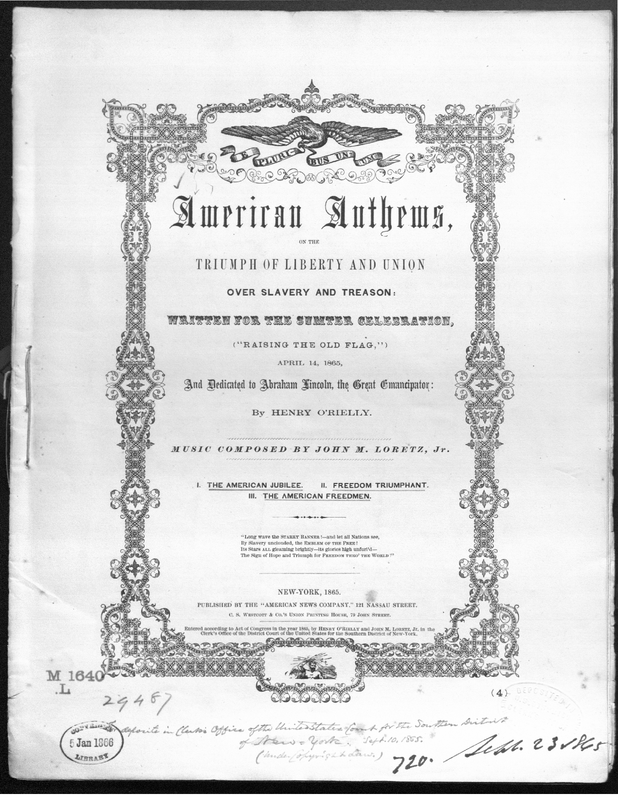 E PLURIBUS UNUM
American Anthems,
ON THE
TRIUMPH OF LIBERTY AND UNION
OVER SLAVERY AND TREASON:
WRITTEN FOR THE SUMTER CELEBRATION,
("RAISING THE OLD FLAG,")
APRIL 14, 1865,
And Dedicated to Abraham Lincoln, the Great Emancipator:
By HENRY O'RIELLY.
MUSIC COMPOSED BY JOHN M. LORETZ, Jr.
I. THE AMERICAN JUBILEE. II. FREEDOM TRIUMPHANT.
III. THE AMERICAN FREEDMEN.
"Long wave the STARRY BANNER!—and let all Nations see,
By Slavery unclouded, the EMBLEM OF THE FREE!
Its Stars ALL gleaming brightly—its glories high unfurl'd—
The Sign of Hope and Triumph for FREEDOM THRO' THE WORLD!"
NEW-YORK, 1865.
PUBLISHED BY THE "AMERICAN NEWS COMPANY," 121 NASSAU STREET.
C. S. WESTCOTT & CO.'S UNION PRINTING HOUSE, 79 JOHN STREET.
Entered according to Act of Congress in the year 1865, by HENRY O'RIELLY and JOHN M. LORETZ, Jr. in the
Clerk's Office of the District Court of the United States for the Southern District of New-York.
M 1640
.L
(4)
29487
deposite in Clerk's Office of the United States Court for the Southern District
of New-York. Sept. 10, 1865.
(under Copyright Law.)
5 Jan 1866
LIBRARY
720. Sept. 23 1865